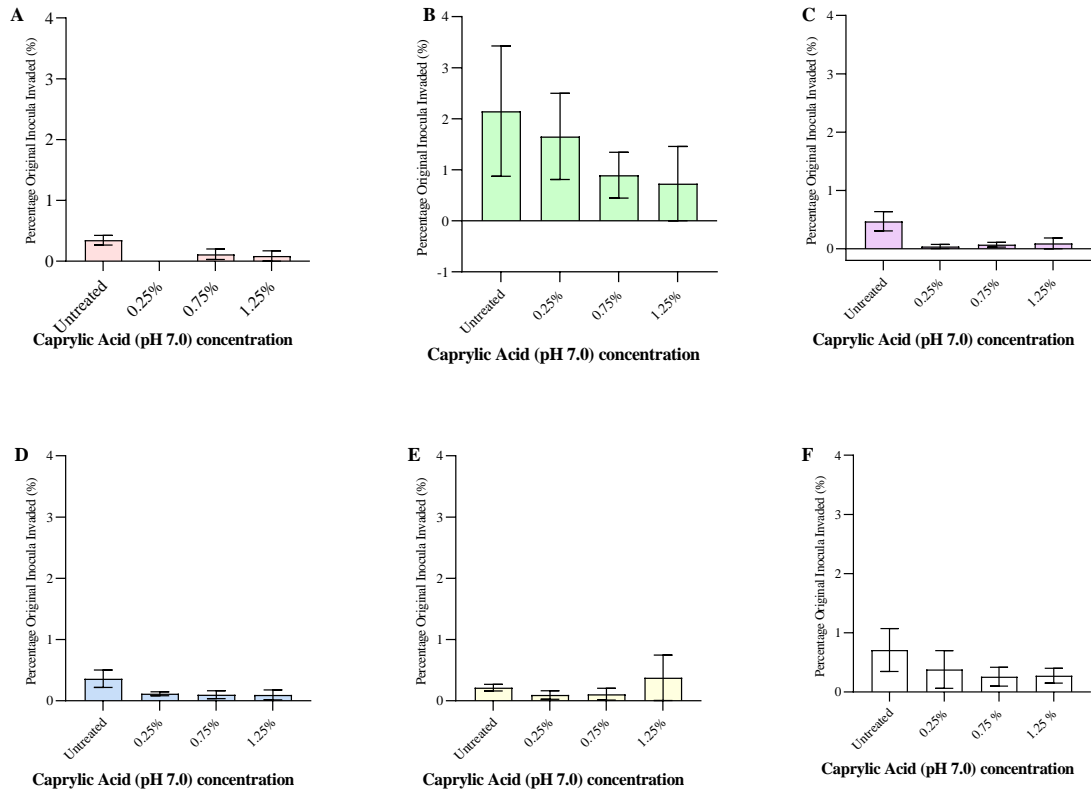 A
Percentage Original Inocula Invaded (%)
4
3
2
1
0
Untreated
0.25%
0.75%
1.25%
Caprylic Acid (pH 7.0) concentration
B
Percentage Original Inocula Invaded (%)
4
3
2
1
0
-1
Untreated
0.25%
0.75%
1.25%
Caprylic Acid (pH 7.0) concentration
C
Percentage Original Inocula Invaded (%)
4
3
2
1
0
Untreated
0.25%
0.75%
1.25%
Caprylic Acid (pH 7.0) concentration
D
Percentage Original Inocula Invaded (%)
4
3
2
1
0
Untreated
0.25%
0.75%
1.25%
Caprylic Acid (pH 7.0) concentration
E
Percentage Original Inocula Invaded (%)
4
3
2
1
0
Untreated
0.25%
0.75%
1.25%
Caprylic Acid (pH 7.0) concentration
F
Percentage Original Inocula Invaded (%)
4
3
2
1
0
Untreated
0.25%
0.75 %
1.25 %
Caprylic Acid (pH 7.0) concentration